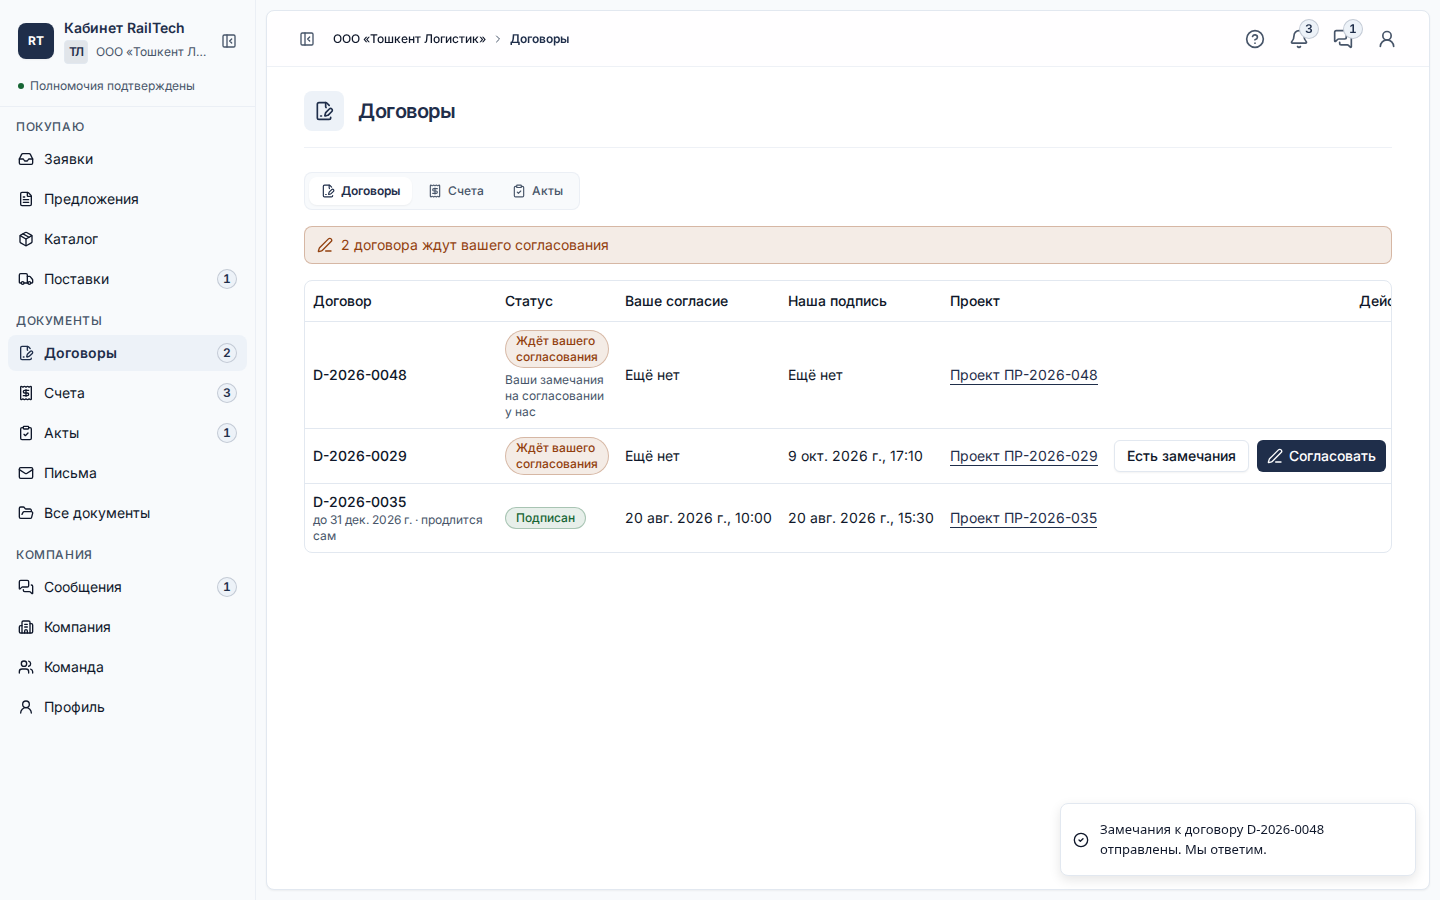 RT
Кабинет RailTech
ТЛ ООО «Тошкент Л...
Полномочия подтверждены
ПОКУПАЮ
Заявки
Предложения
Каталог
Поставки 1
ДОКУМЕНТЫ
Договоры 2
Счета 3
Акты 1
Письма
Все документы
КОМПАНИЯ
Сообщения 1
Компания
Команда
Профиль
ООО «Тошкент Логистик» › Договоры
3 1
Договоры
Договоры Счета Акты
2 договора ждут вашего согласования
Договор Статус Ваше согласие Наша подпись Проект Дейс
D-2026-0048
Ждёт вашего
согласования
Ваши замечания
на согласовании
у нас
Ещё нет Ещё нет Проект ПР-2026-048
D-2026-0029
Ждёт вашего
согласования
Ещё нет 9 окт. 2026 г., 17:10 Проект ПР-2026-029 Есть замечания Согласовать
D-2026-0035
до 31 дек. 2026 г. · продлится
сам
Подписан 20 авг. 2026 г., 10:00 20 авг. 2026 г., 15:30 Проект ПР-2026-035
Замечания к договору D-2026-0048
отправлены. Мы ответим.